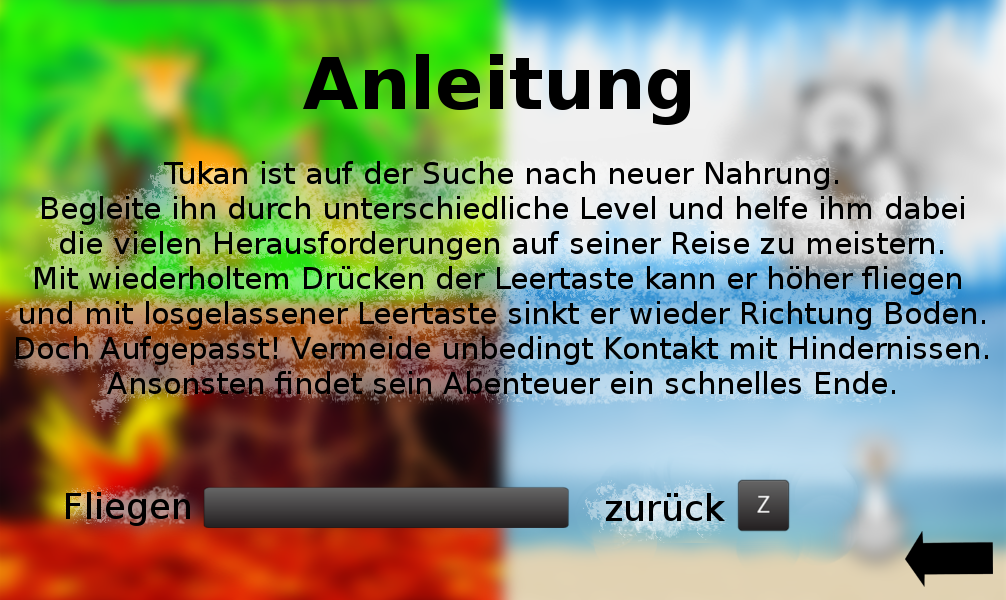 Anleitung
Tukan ist auf der Suche nach neuer Nahrung.
Begleite ihn durch unterschiedliche Level und helfe ihm dabei
die vielen Herausforderungen auf seiner Reise zu meistern.
Mit wiederholtem Drücken der Leertaste kann er höher fliegen
und mit losgelassener Leertaste sinkt er wieder Richtung Boden.
Doch Aufgepasst! Vermeide unbedingt Kontakt mit Hindernissen.
Ansonsten findet sein Abenteuer ein schnelles Ende.
Fliegen zurück Z